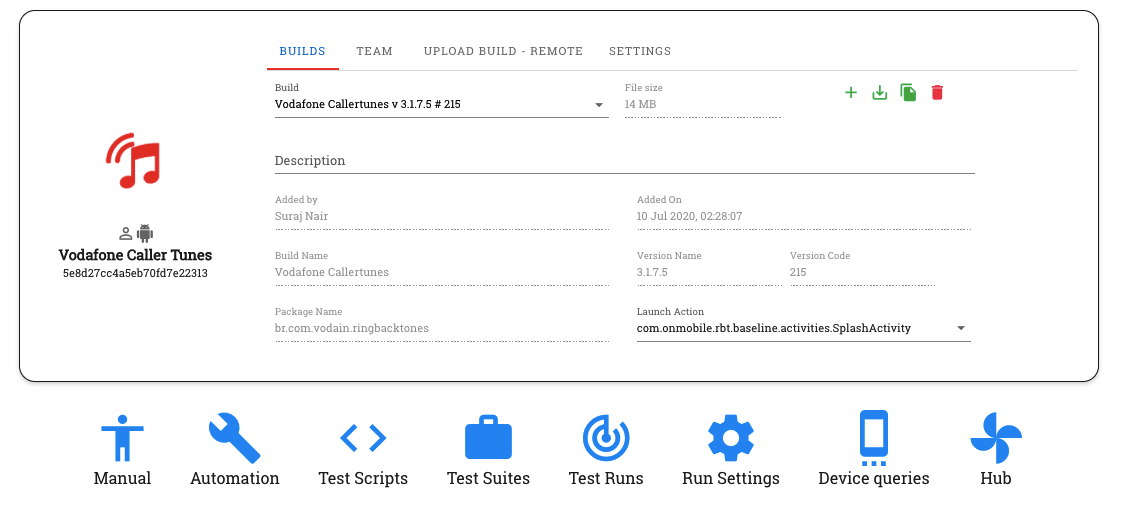 BUILDS TEAM UPLOAD BUILD - REMOTE SETTINGS
Build File size
Vodafone Callertunes v 3.1.7.5 # 215 14 MB
Description
Added by Added On
Suraj Nair 10 Jul 2020, 02:28:07
Vodafone Caller Tunes
5e8d27cc4a5eb70fd7e22313
Build Name Version Name Version Code
Vodafone Callertunes 3.1.7.5 215
Package Name Launch Action
br.com.vodain.ringbacktones com.onmobile.rbt.baseline.activities.SplashActivity
Manual Automation Test Scripts Test Suites Test Runs Run Settings Device queries Hub